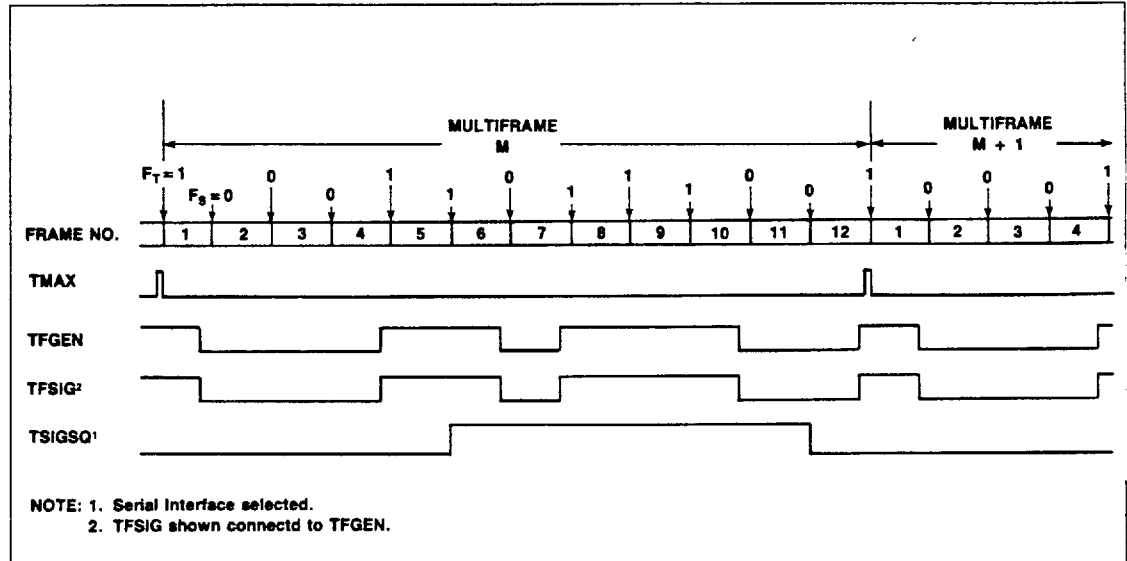 MULTIFRAME
M
MULTIFRAME
M + 1
FT = 1 0 1 0 1 0 1 0 1
FS = 0 0 1 1 1 0 0 0
FRAME NO. 1 2 3 4 5 6 7 8 9 10 11 12 1 2 3 4
TMAX
TFGEN
TFSIG²
TSIGSQ¹
NOTE: 1. Serial Interface selected.
2. TFSIG shown connectd to TFGEN.